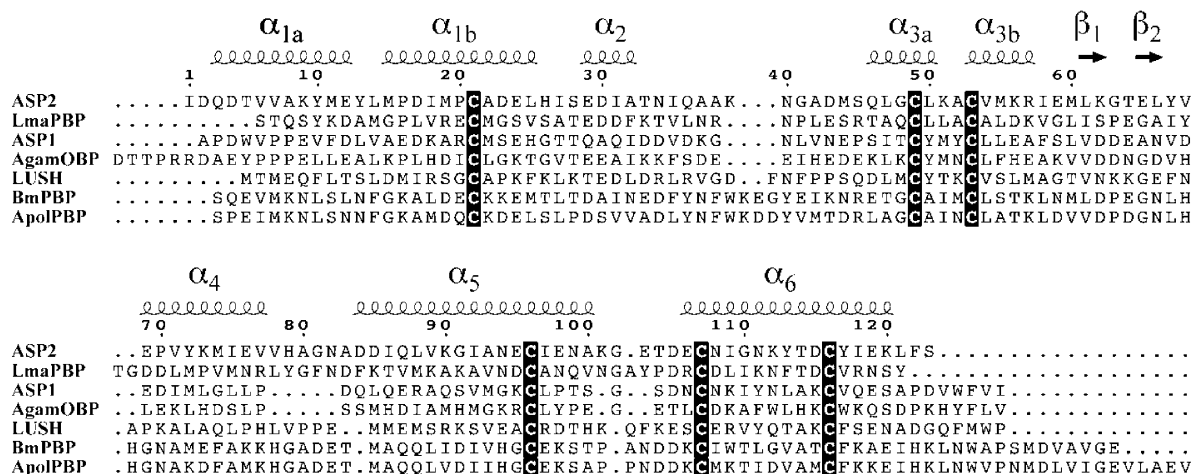 α1a α1b α2 α3a α3b β1 β2
1 10 20 30 40 50 60
ASP2 .....IDQDTVVAKYMEYLMPDIMPCADELHISEDIATNIQAAK.NGADMSQLGCLKACVMKRIEMLKGTELYV
LmaPBP ..........STQSYKDAMGPLVRECMGSVSATEDDFKTVLNR.NPLESRTAQCLLACALDKVGLISPEGAIY
ASP1 ......APDWVPPEVFDLVAEDKARCMSEHGTTQAQIDDVDKG.NLVNEPSITCYMYCLLEAFSLVDDEANVD
AgamOBP DTTPRRDAEYPPPELLEALKPLHDICLGKTGVTEEAIKKFSDE.EIHEDEKLKCYMNCLFHEAKVVDDNGDVH
LUSH .........MTMEQFLTSLDMIRSGCAPKFKLKTEDLDRLRVGD.FNFPPSQDLMCYTKCVSLMAGTVNKKGEFN
BmPBP .....SQEVMKNLSLNFGKALDECKKEMTLTDAINEDFYNFWKEGYEIKNRETGCAIMCLSTKLNMLDPEGNLH
ApolPBP .....SPEIMKNLSNNFGKAMDQCKDELSLPDSVVADLYNFWKDDYVMTDRLAGCAINCLATKLDVVDPDGNLH
α4 α5 α6
70 80 90 100 110 120
ASP2 ..EPVYKMIEVVHAGNADDIQLVKGIANECIENAKG.ETDECNIGNKYTDCYIEKLFS..................
LmaPBP TGDDLMPVMNRLYGFNDFKTVMKAKAVNDCANQVNGAYPDRCDLIKNFTDCVRNSY....................
ASP1 ..EDIMLGLLP...DQLQERAQSVMGKCLPTS.G.SDNCNKIYNLAKCVQESAPDVWFVI.............
AgamOBP ..LEKLHDSLP...SSMHDIAMHMGKRCLYPE.G.ETLCDKAFWLHKCWKQSDPKHYFLV.............
LUSH .APKALAQLPHLVPPE.MMEMSRKSVEACRDTHK.QFKESCERVYQTAKCFSENADGQFMWP.............
BmPBP .HGNAMEFAKKHGADET.MAQQLIDIVHGCEKSTP.ANDDKCIWTLGVATCFKAEIHKLNWAPSMDVAVGE.....
ApolPBP .HGNAKDFAMKHGADET.MAQQLVDIIHGCEKSAP.PNDDKCMKTIDVAMCFKKEIHKLNWVPNMDLVIGEVLAEV